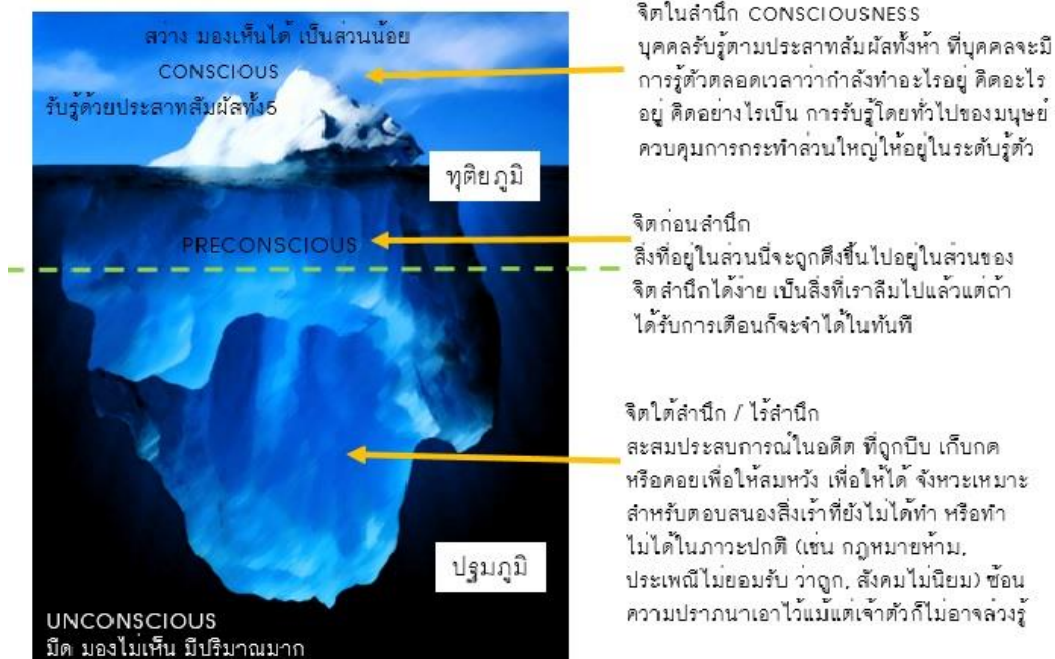 สว่าง มองเห็นได้ เป็นส่วนน้อย
CONSCIOUS
รับรู้ด้วยประสาทสัมผัสทั้ง5
ทุติยภูมิ
PRECONSCIOUS
ปฐมภูมิ
UNCONSCIOUS
มืด มองไม่เห็น มีปริมาณมาก
จิตในสำนึก CONSCIOUSNESS
บุคคลรับรู้ตามประสาทสัมผัสทั้งห้า ที่บุคคลจะมี
การรู้ตัวตลอดเวลาว่ากำลังทำอะไรอยู่ คิดอะไร
อยู่ คิดอย่างไรเป็น การรับรู้โดยทั่วไปของมนุษย์
ควบคุมการกระทำส่วนใหญ่ให้อยู่ในระดับรู้ตัว
จิตก่อนสำนึก
สิ่งที่อยู่ในส่วนนี้จะถูกดึงขึ้นไปอยู่ในส่วนของ
จิตสำนึกได้ง่าย เป็นสิ่งที่เราลืมไปแล้วแต่ถ้า
ได้รับการเตือนก็จะจำได้ในทันที
จิตใต้สำนึก / ไร้สำนึก
สะสมประสบการณ์ในอดีต ที่ถูกบีบ เก็บกด
หรือคอยเพื่อให้สมหวัง เพื่อให้ได้ จังหวะเหมาะ
สำหรับตอบสนองสิ่งเร้าที่ยังไม่ได้ทำ หรือทำ
ไม่ได้ในภาวะปกติ (เช่น กฎหมายห้าม,
ประเพณีไม่ยอมรับ ว่าถูก, สังคมไม่นิยม) ซ้อน
ความปราภนาเอาไว้แม้แต่เจ้าตัวก็ไม่อาจล่วงรู้